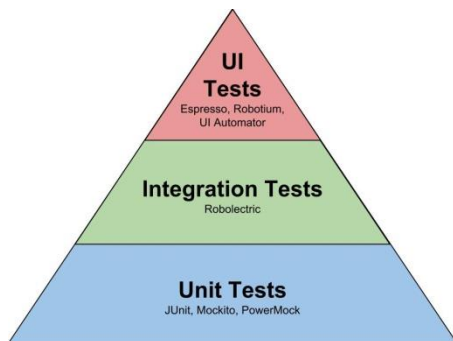 UI
Tests
Espresso, Robotium,
UI Automator
Integration Tests
Robolectric
Unit Tests
JUnit, Mockito, PowerMock